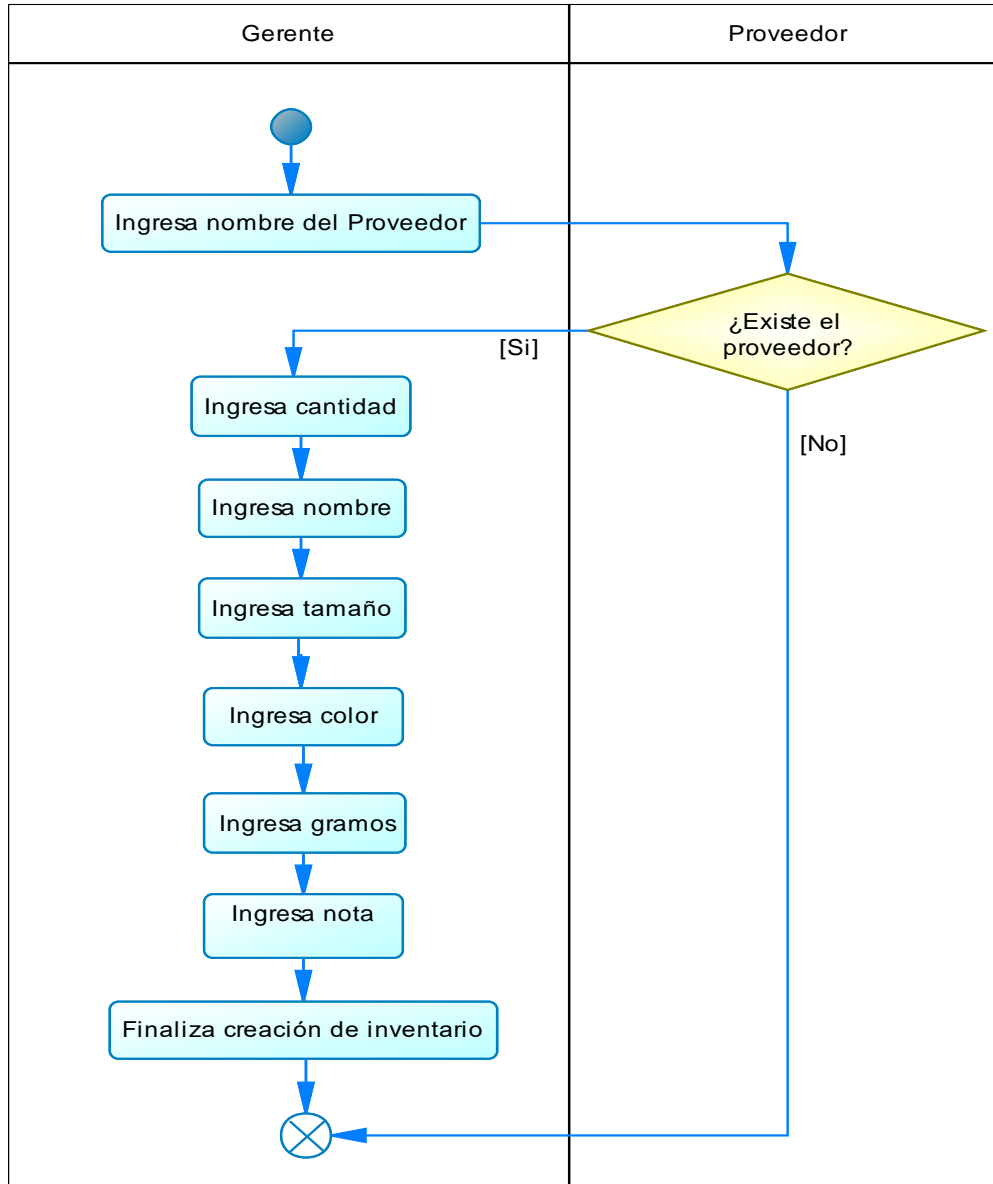 Gerente
Proveedor
Ingresa nombre del Proveedor
¿Existe el
proveedor?
[Si]
[No]
Ingresa cantidad
Ingresa nombre
Ingresa tamaño
Ingresa color
Ingresa gramos
Ingresa nota
Finaliza creación de inventario